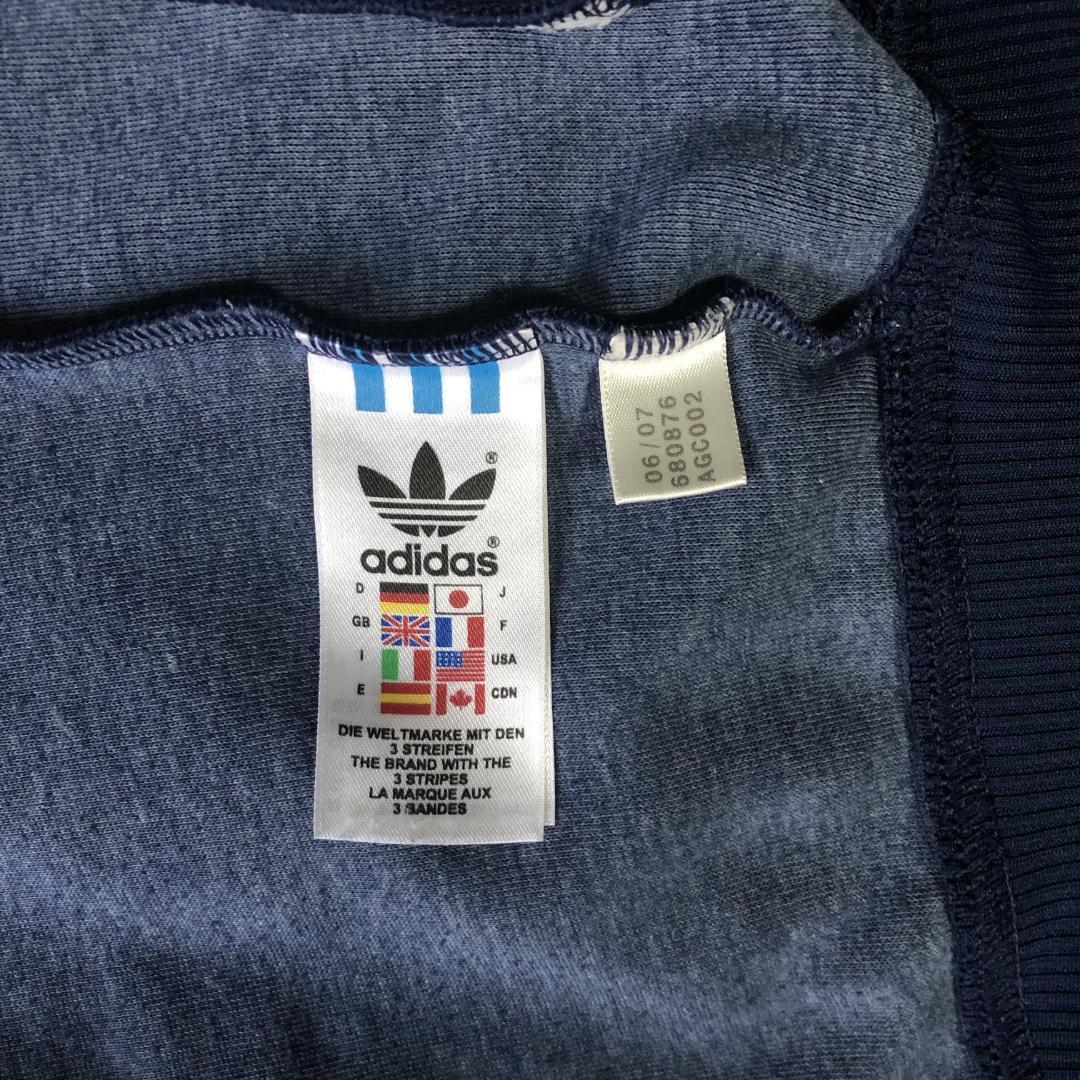 ®
adidas®
D J
GB F
I USA
E CDN
DIE WELTMARKE MIT DEN
3 STREIFEN
THE BRAND WITH THE
3 STRIPES
LA MARQUE AUX
3 BANDES
06/07
680876
AGC002